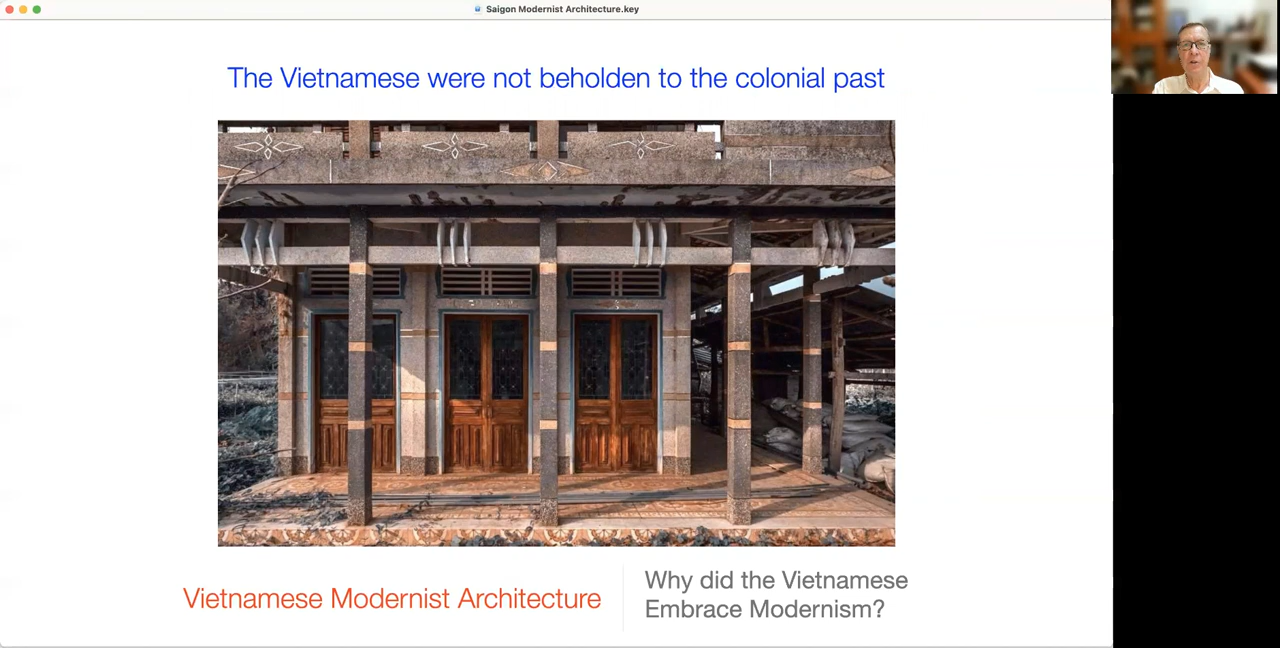 Saigon Modernist Architecture.key
The Vietnamese were not beholden to the colonial past
Vietnamese Modernist Architecture
Why did the Vietnamese
Embrace Modernism?